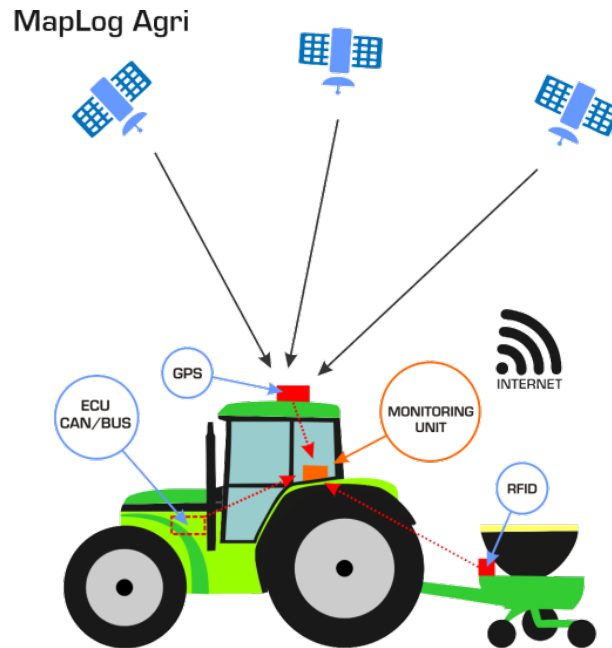 MapLog Agri
GPS
INTERNET
ECU
CAN/BUS
MONITORING
UNIT
RFID